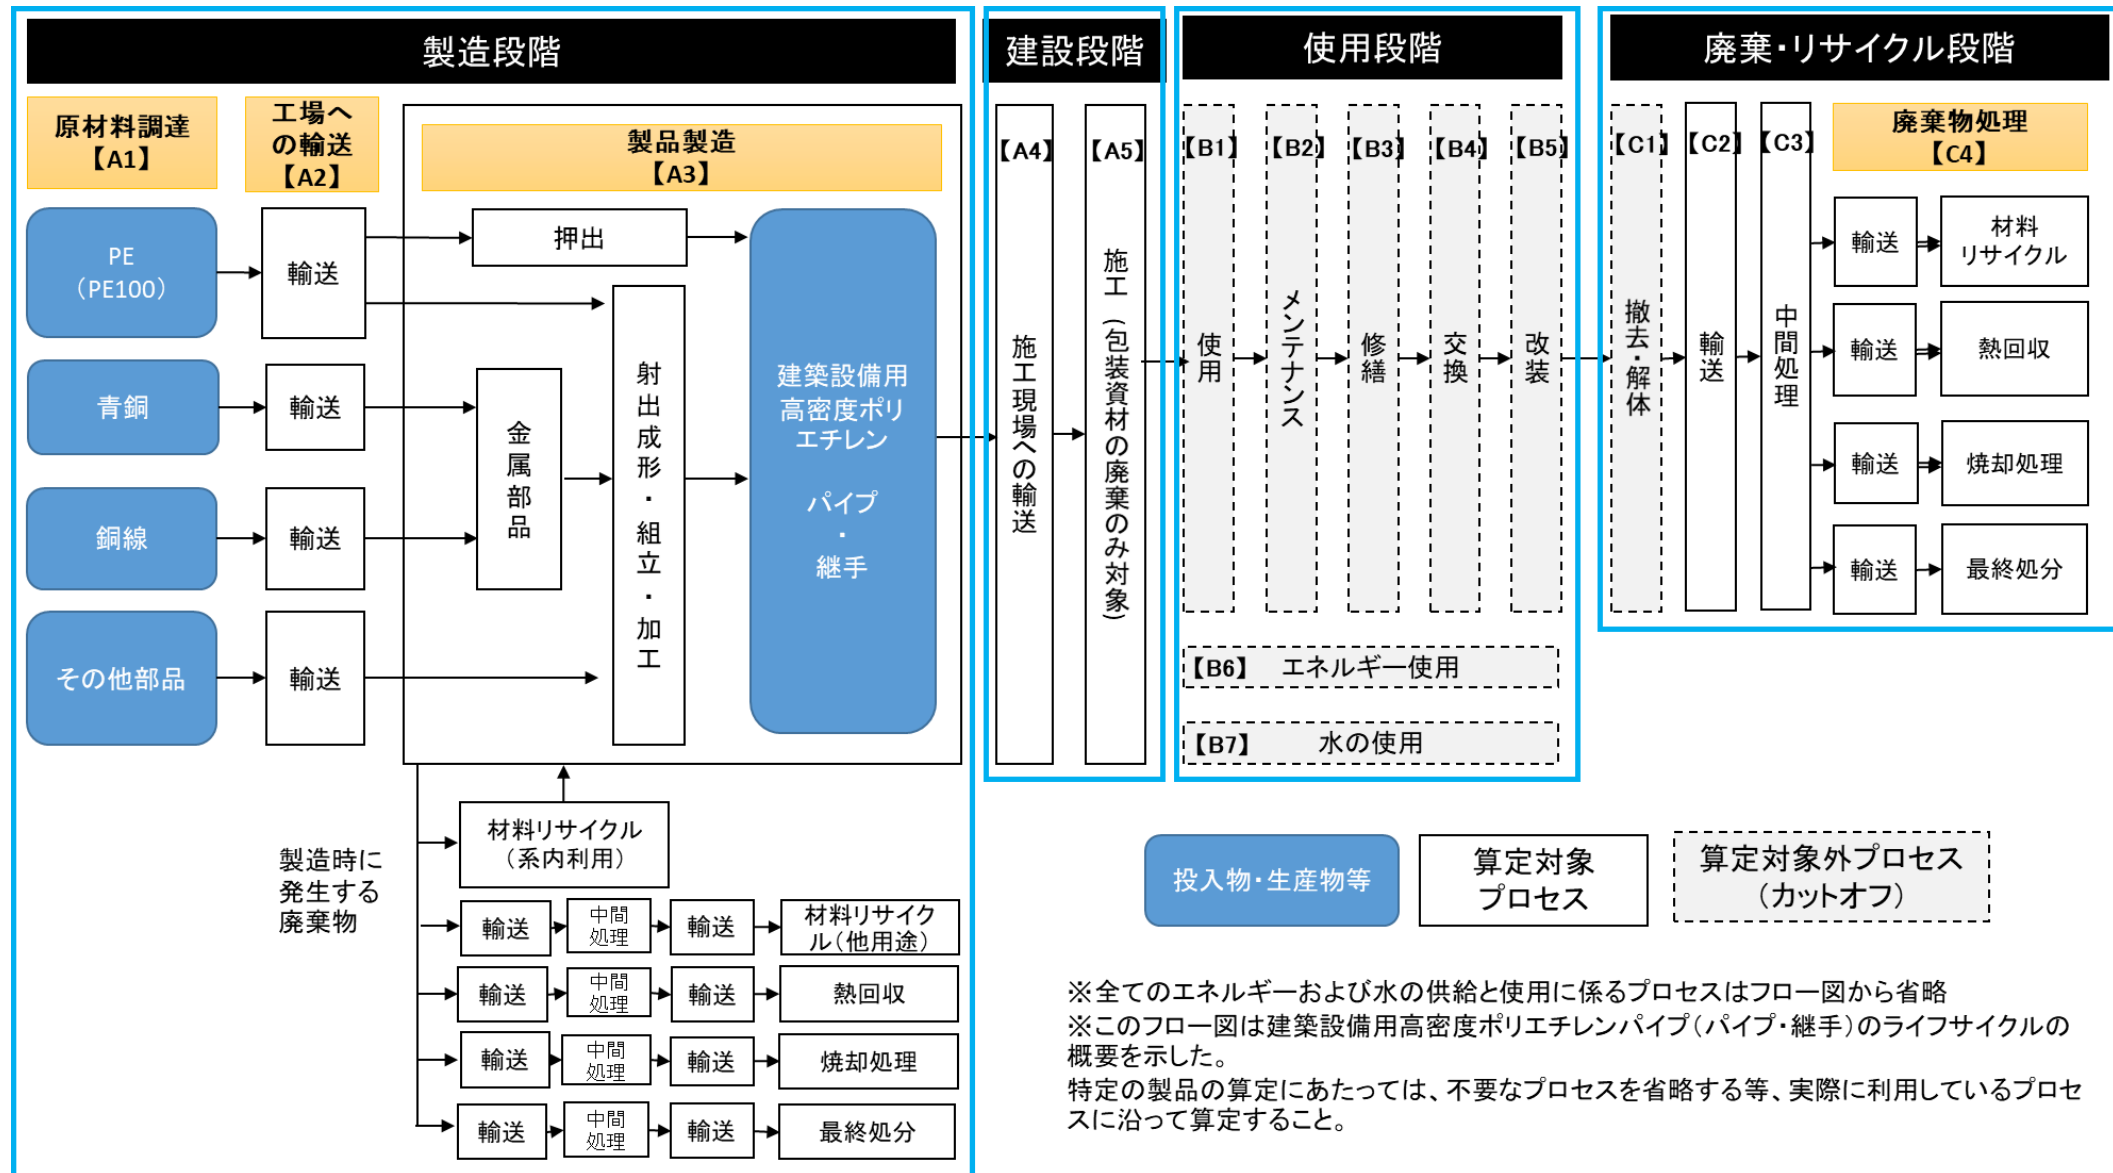 製造段階
原材料調達
【A1】
工場へ
の輸送
【A2】
製品製造
【A3】
PE
（PE100）
輸送
押出
青銅
輸送
銅線
輸送
その他部品
輸送
金属部品
射出成形・組立・加工
建築設備用
高密度ポリ
エチレン
パイプ
・
継手
製造時に
発生する
廃棄物
材料リサイクル
（系内利用）
輸送
中間
処理
輸送
材料リサイク
ル（他用途）
輸送
中間
処理
輸送
熱回収
輸送
中間
処理
輸送
焼却処理
輸送
中間
処理
輸送
最終処分
建設段階
【A4】
施工現場への輸送
【A5】
施工（包装資材の廃棄のみ対象）
使用段階
【B1】
使用
【B2】
メンテナンス
【B3】
修繕
【B4】
交換
【B5】
改装
【B6】 エネルギー使用
【B7】 水の使用
廃棄・リサイクル段階
【C1】
撤去・解体
【C2】
輸送
【C3】
中間処理
廃棄物処理
【C4】
輸送
材料
リサイクル
輸送
熱回収
輸送
焼却処理
輸送
最終処分
投入物・生産物等
算定対象
プロセス
算定対象外プロセス
（カットオフ）
※全てのエネルギーおよび水の供給と使用に係るプロセスはフロー図から省略
※このフロー図は建築設備用高密度ポリエチレンパイプ（パイプ・継手）のライフサイクルの
概要を示した。
特定の製品の算定にあたっては、不要なプロセスを省略する等、実際に利用しているプロセ
スに沿って算定すること。